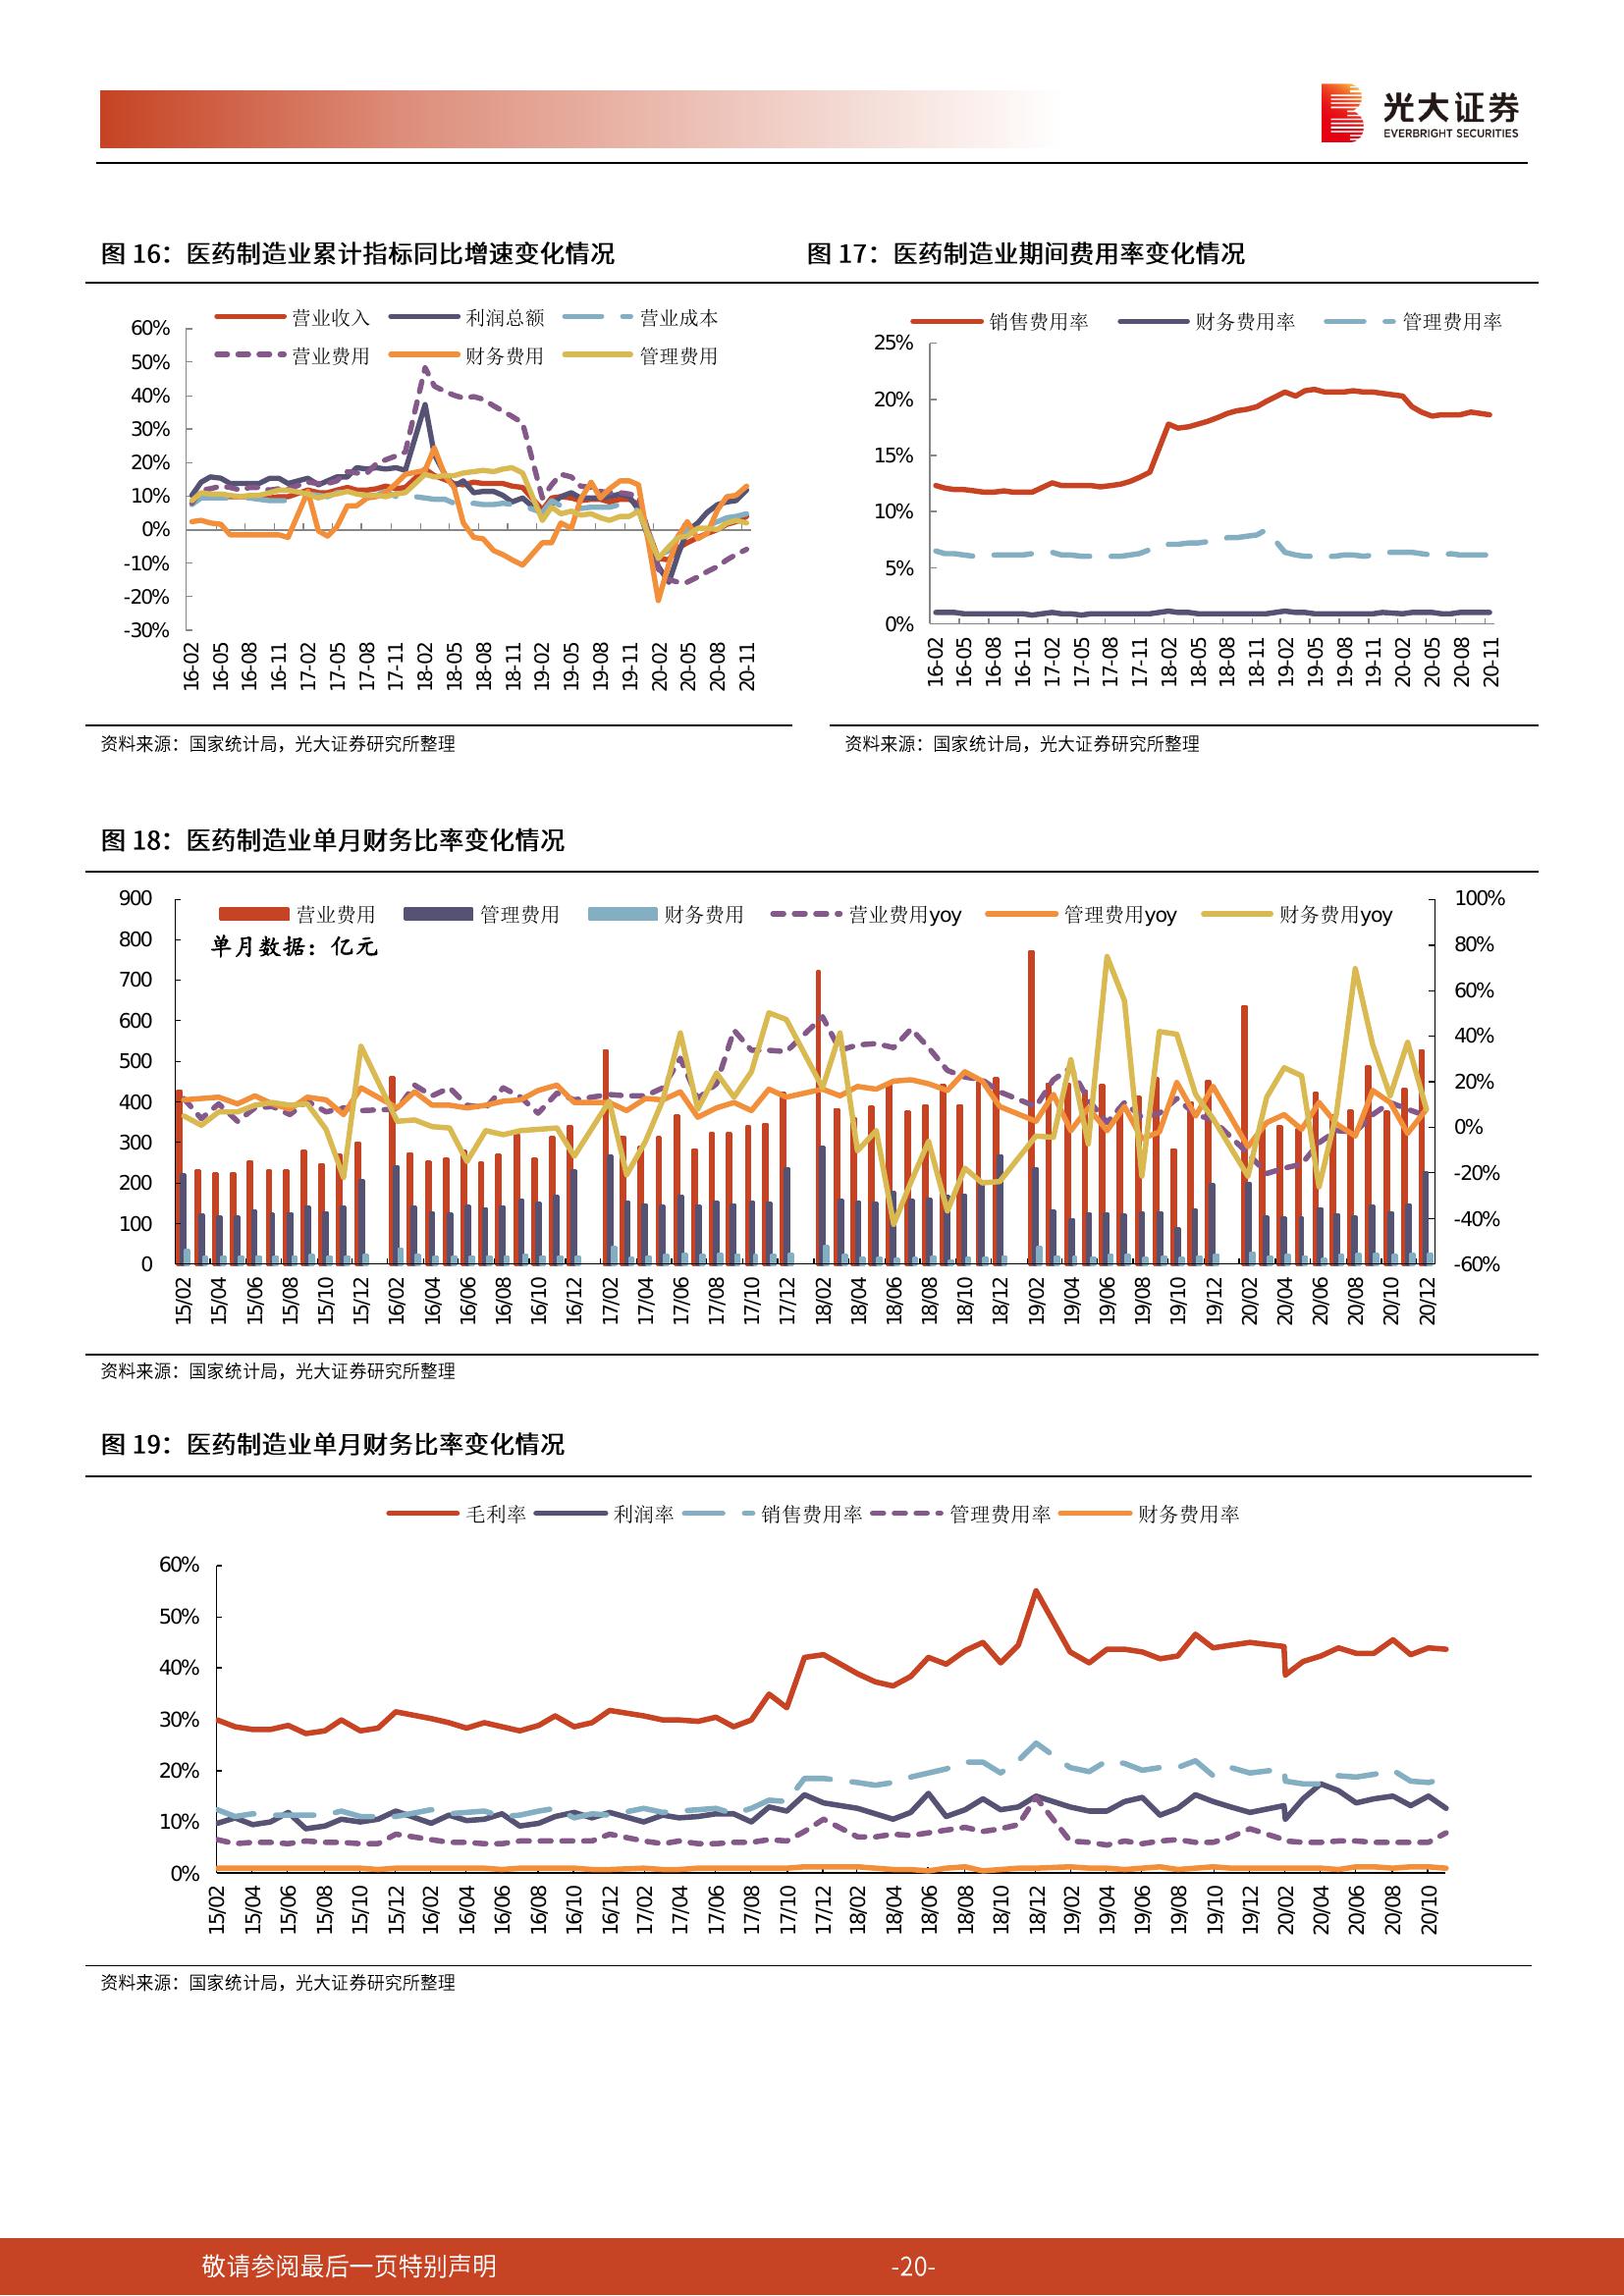 光大证券
EVERBRIGHT SECURITIES
图 16：医药制造业累计指标同比增速变化情况
营业收入 利润总额 营业成本
营业费用 财务费用 管理费用
60%
50%
40%
30%
20%
10%
0%
-10%
-20%
-30%
16-02 16-05 16-08 16-11 17-02 17-05 17-08 17-11 18-02 18-05 18-08 18-11 19-02 19-05 19-08 19-11 20-02 20-05 20-08 20-11
资料来源：国家统计局，光大证券研究所整理
图 17：医药制造业期间费用率变化情况
销售费用率 财务费用率 管理费用率
25%
20%
15%
10%
5%
0%
16-02 16-05 16-08 16-11 17-02 17-05 17-08 17-11 18-02 18-05 18-08 18-11 19-02 19-05 19-08 19-11 20-02 20-05 20-08 20-11
资料来源：国家统计局，光大证券研究所整理
图 18：医药制造业单月财务比率变化情况
营业费用 管理费用 财务费用 营业费用yoy 管理费用yoy 财务费用yoy
单月数据：亿元
900 100%
800 80%
700
600 60%
500 40%
400 20%
300 0%
200 -20%
100 -40%
0 -60%
15/02 15/04 15/06 15/08 15/10 15/12 16/02 16/04 16/06 16/08 16/10 16/12 17/02 17/04 17/06 17/08 17/10 17/12 18/02 18/04 18/06 18/08 18/10 18/12 19/02 19/04 19/06 19/08 19/10 19/12 20/02 20/04 20/06 20/08 20/10 20/12
资料来源：国家统计局，光大证券研究所整理
图 19：医药制造业单月财务比率变化情况
毛利率 利润率 销售费用率 管理费用率 财务费用率
60%
50%
40%
30%
20%
10%
0%
15/02 15/04 15/06 15/08 15/10 15/12 16/02 16/04 16/06 16/08 16/10 16/12 17/02 17/04 17/06 17/08 17/10 17/12 18/02 18/04 18/06 18/08 18/10 18/12 19/02 19/04 19/06 19/08 19/10 19/12 20/02 20/04 20/06 20/08 20/10
资料来源：国家统计局，光大证券研究所整理
敬请参阅最后一页特别声明 -20-